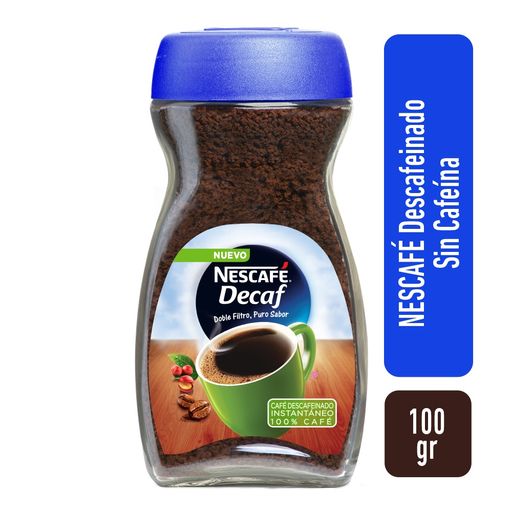 NUEVO
NESCAFÉ
Decaf
Doble Filtro, Puro Sabor
CAFÉ DESCAFEINADO
INSTANTÁNEO
100% CAFÉ
NESCAFÉ Descafeinado
Sin Cafeína
100
gr